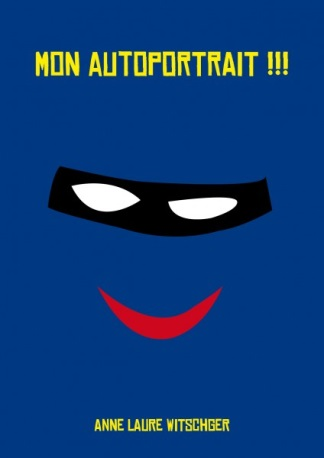 MON AUTOPORTRAIT !!!
ANNE LAURE WITSCHGER